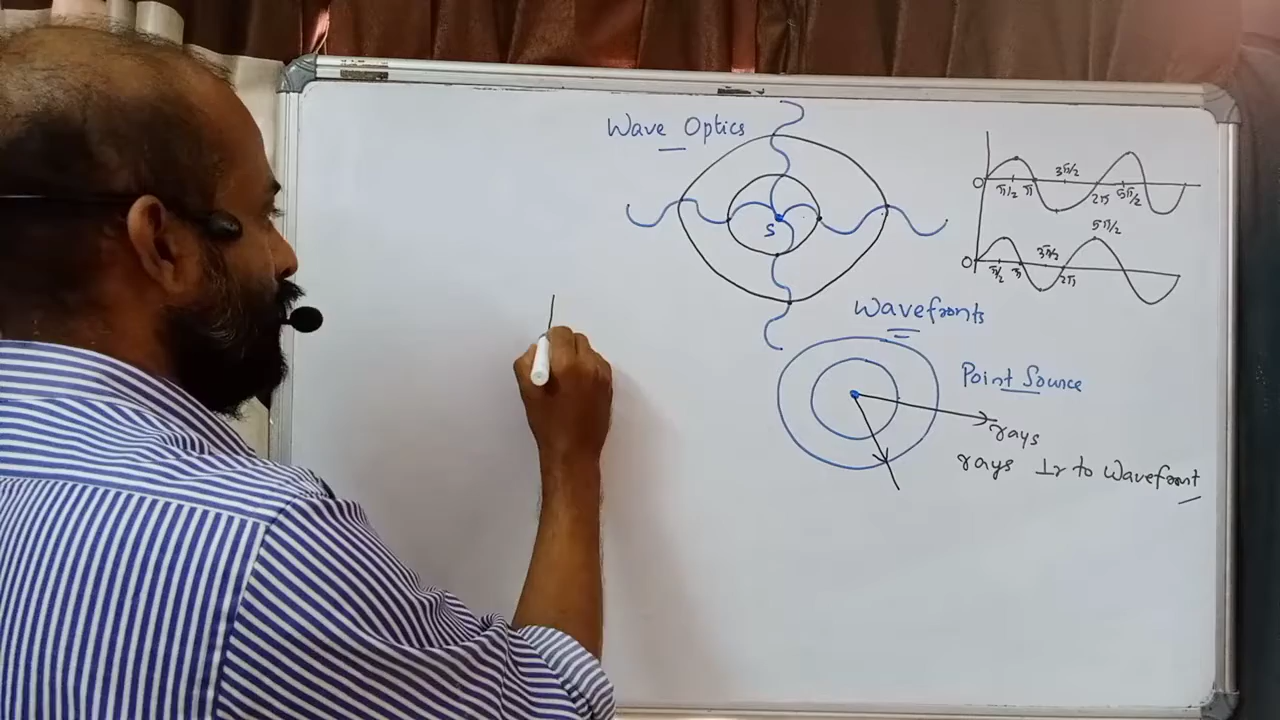 Wave Optics
S
O π/2 π 3π/2 2π 5π/2
O π/2 π 3π/2 2π 5π/2
Wavefronts
Point Source
rays
rays ⊥r to Wavefront